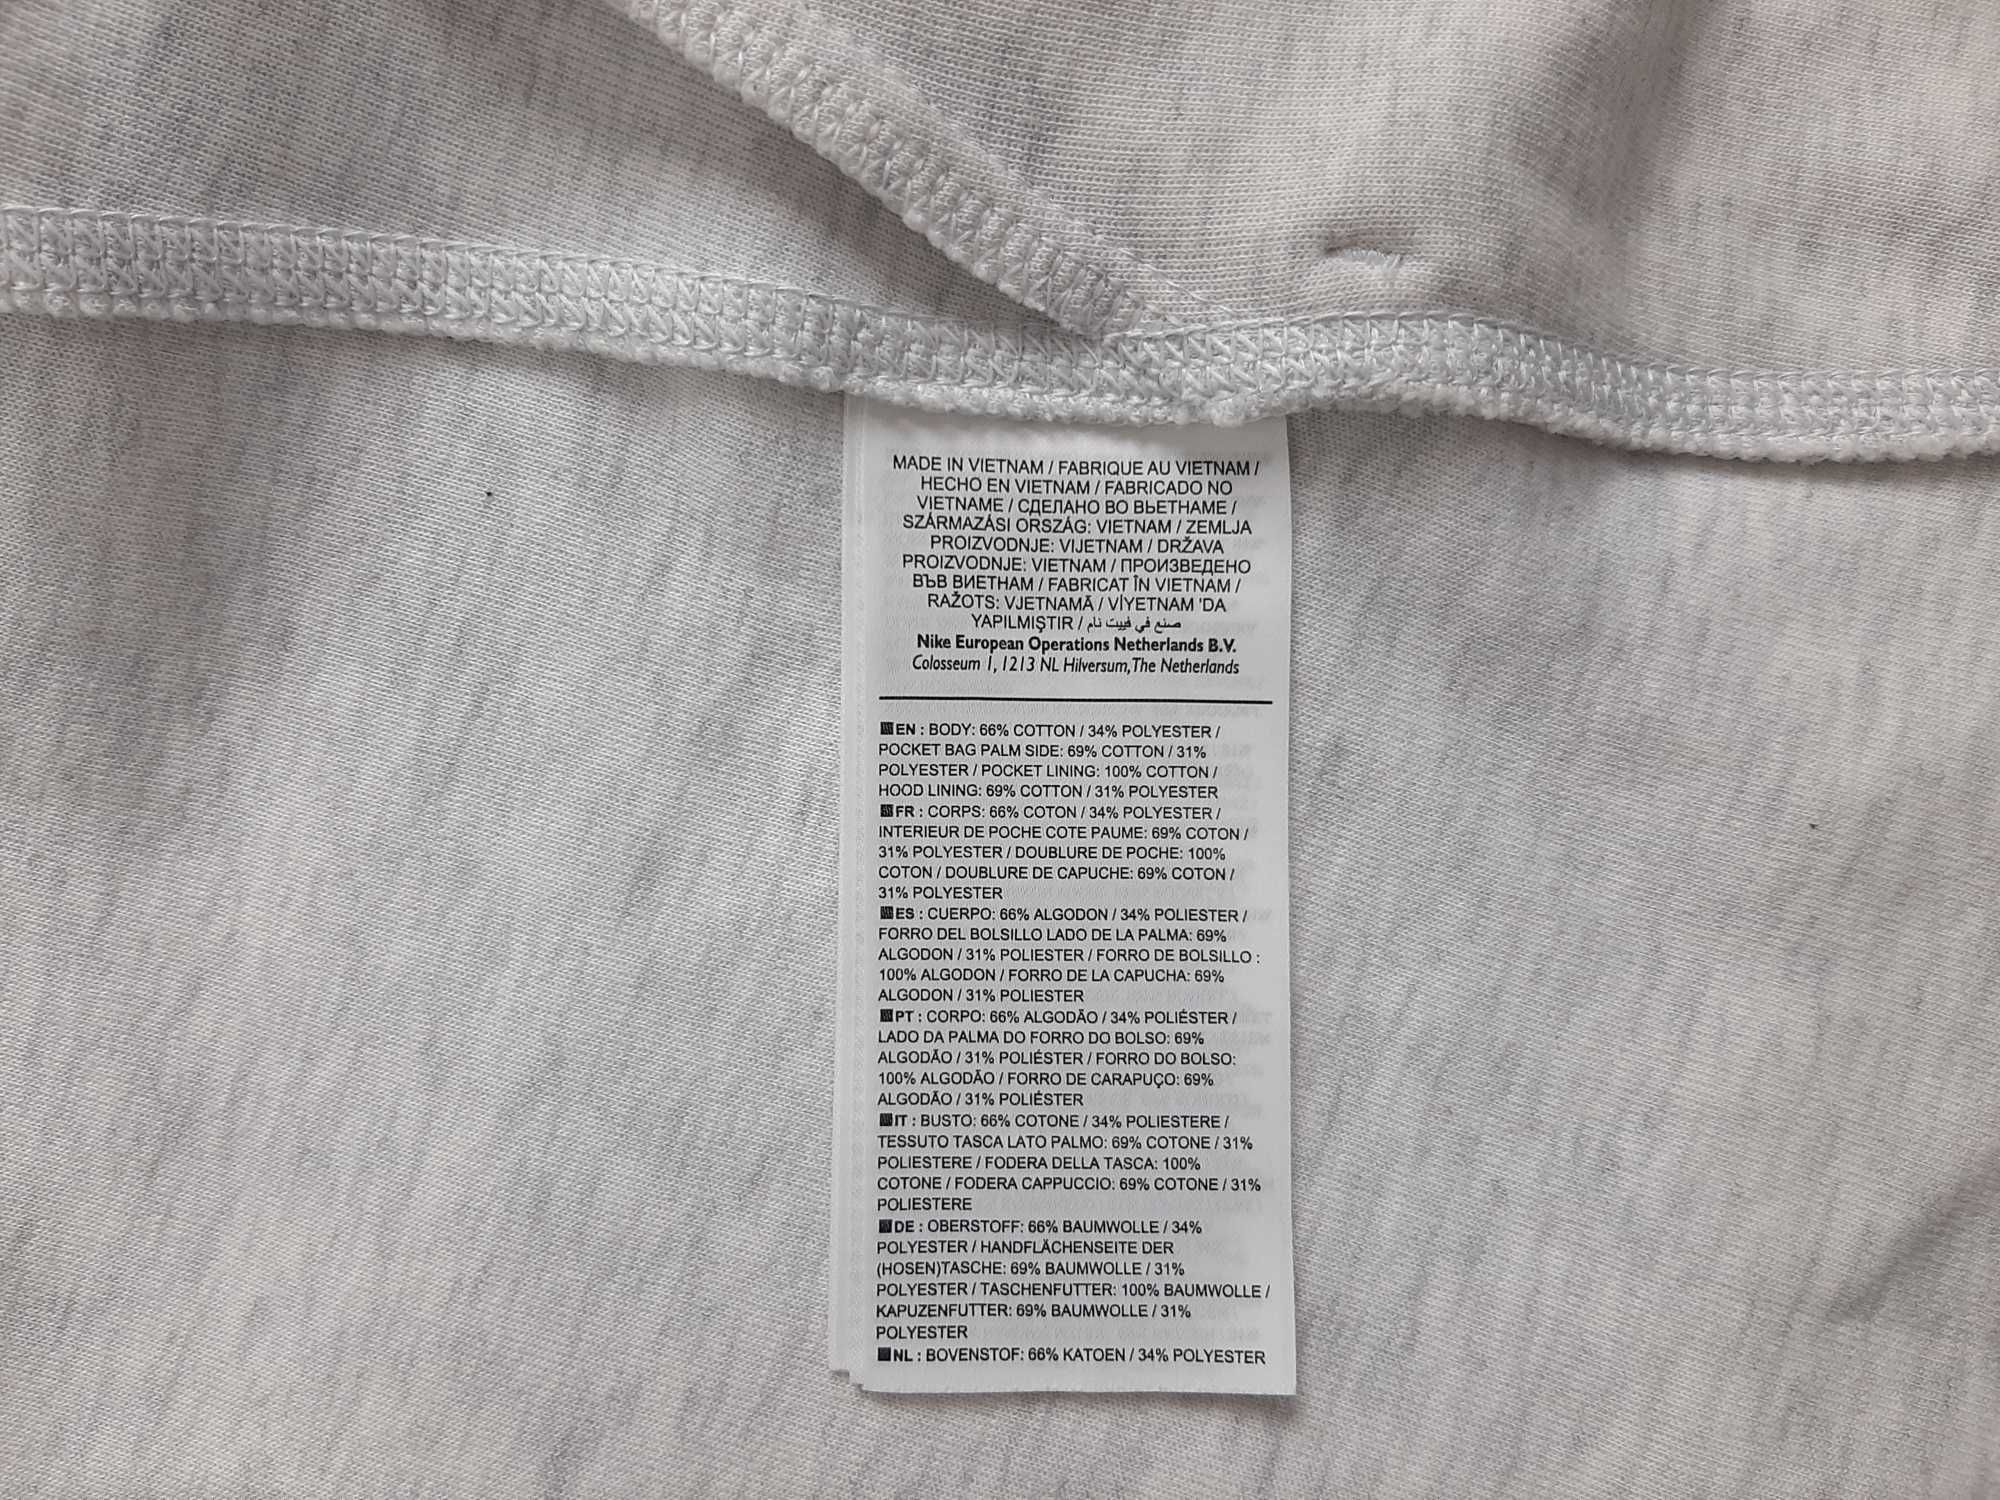 MADE IN VIETNAM / FABRIQUE AU VIETNAM /
HECHO EN VIETNAM / FABRICADO NO
VIETNAME / СДЕЛАНО ВО ВЬЕТНАМЕ /
SZÁRMAZÁSI ORSZÁG: VIETNAM / ZEMLJA
PROIZVODNJE: VIJETNAM / DRŽAVA
PROIZVODNJE: VIETNAM / ПРОИЗВЕДЕНО
ВЪВ ВИЕТНАМ / FABRICAT ÎN VIETNAM /
RAŽOTS: VJETNAMĀ / VİYETNAM 'DA
YAPILMIŞTIR / صنع في فييت نام
Nike European Operations Netherlands B.V.
Colosseum 1, 1213 NL Hilversum, The Netherlands
EN : BODY: 66% COTTON / 34% POLYESTER /
POCKET BAG PALM SIDE: 69% COTTON / 31%
POLYESTER / POCKET LINING: 100% COTTON /
HOOD LINING: 69% COTTON / 31% POLYESTER
FR : CORPS: 66% COTON / 34% POLYESTER /
INTERIEUR DE POCHE COTE PAUME: 69% COTON /
31% POLYESTER / DOUBLURE DE POCHE: 100%
COTON / DOUBLURE DE CAPUCHE: 69% COTON /
31% POLYESTER
ES : CUERPO: 66% ALGODON / 34% POLIESTER /
FORRO DEL BOLSILLO LADO DE LA PALMA: 69%
ALGODON / 31% POLIESTER / FORRO DE BOLSILLO :
100% ALGODON / FORRO DE LA CAPUCHA: 69%
ALGODON / 31% POLIESTER
PT : CORPO: 66% ALGODÃO / 34% POLIÉSTER /
LADO DA PALMA DO FORRO DO BOLSO: 69%
ALGODÃO / 31% POLIÉSTER / FORRO DO BOLSO:
100% ALGODÃO / FORRO DE CARAPUÇO: 69%
ALGODÃO / 31% POLIÉSTER
IT : BUSTO: 66% COTONE / 34% POLIESTERE /
TESSUTO TASCA LATO PALMO: 69% COTONE / 31%
POLIESTERE / FODERA DELLA TASCA: 100%
COTONE / FODERA CAPPUCCIO: 69% COTONE / 31%
POLIESTERE
DE : OBERSTOFF: 66% BAUMWOLLE / 34%
POLYESTER / HANDFLÄCHENSEITE DER
(HOSEN)TASCHE: 69% BAUMWOLLE / 31%
POLYESTER / TASCHENFUTTER: 100% BAUMWOLLE /
KAPUZENFUTTER: 69% BAUMWOLLE / 31%
POLYESTER
NL : BOVENSTOF: 66% KATOEN / 34% POLYESTER